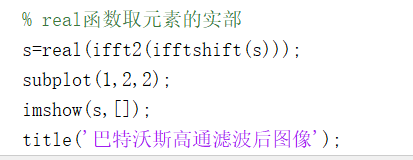 % real函数取元素的实部
s=real(ifft2(ifftshift(s)));
subplot(1,2,2);
imshow(s,[]);
title('巴特沃斯高通滤波后图像');